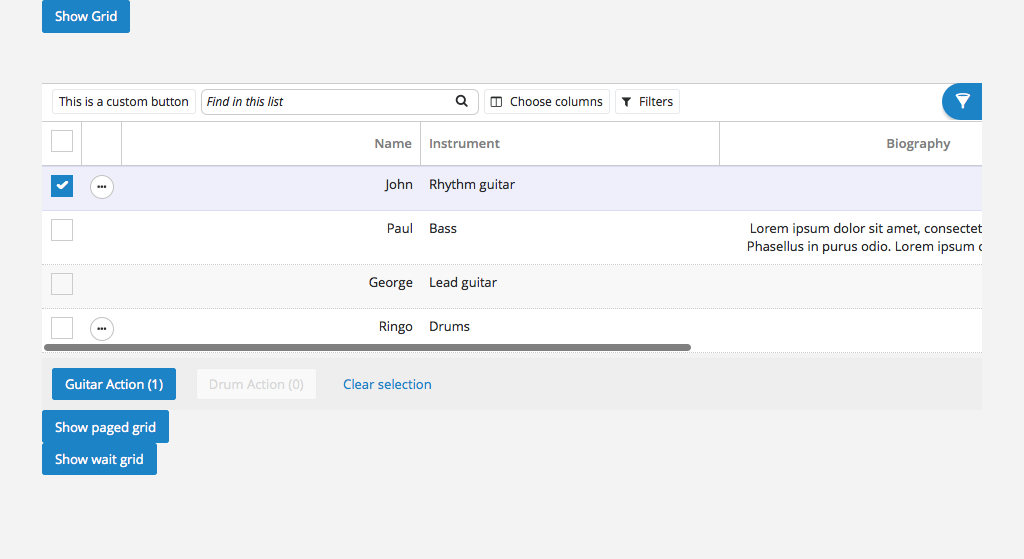 Show Grid
This is a custom button Find in this list Choose columns Filters
Name Instrument Biography
John Rhythm guitar
Paul Bass Lorem ipsum dolor sit amet, consectet
Phasellus in purus odio. Lorem ipsum
George Lead guitar
Ringo Drums
Guitar Action (1) Drum Action (0) Clear selection
Show paged grid
Show wait grid